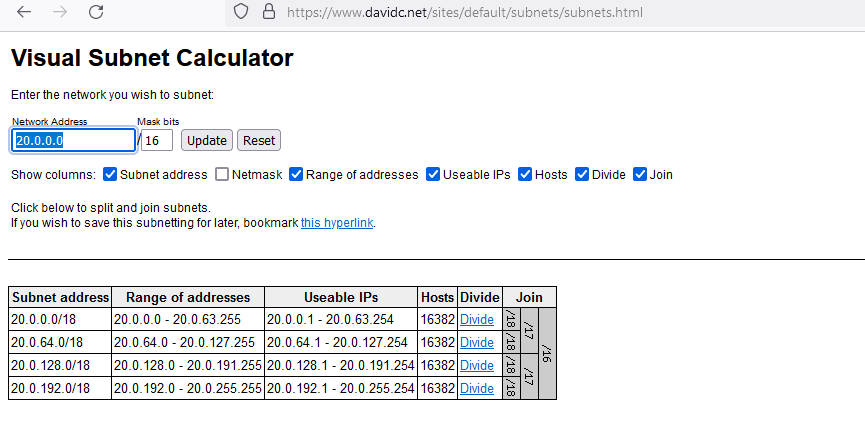 https://www.davidc.net/sites/default/subnets/subnets.html
Visual Subnet Calculator
Enter the network you wish to subnet:
Network Address Mask bits
20.0.0.0 / 16 Update Reset
Show columns: Subnet address Netmask Range of addresses Useable IPs Hosts Divide Join
Click below to split and join subnets.
If you wish to save this subnetting for later, bookmark this hyperlink.
Subnet address Range of addresses Useable IPs Hosts Divide Join
20.0.0.0/18 20.0.0.0 - 20.0.63.255 20.0.0.1 - 20.0.63.254 16382 Divide /18 /17 /16
20.0.64.0/18 20.0.64.0 - 20.0.127.255 20.0.64.1 - 20.0.127.254 16382 Divide /18
20.0.128.0/18 20.0.128.0 - 20.0.191.255 20.0.128.1 - 20.0.191.254 16382 Divide /18 /17
20.0.192.0/18 20.0.192.0 - 20.0.255.255 20.0.192.1 - 20.0.255.254 16382 Divide /18